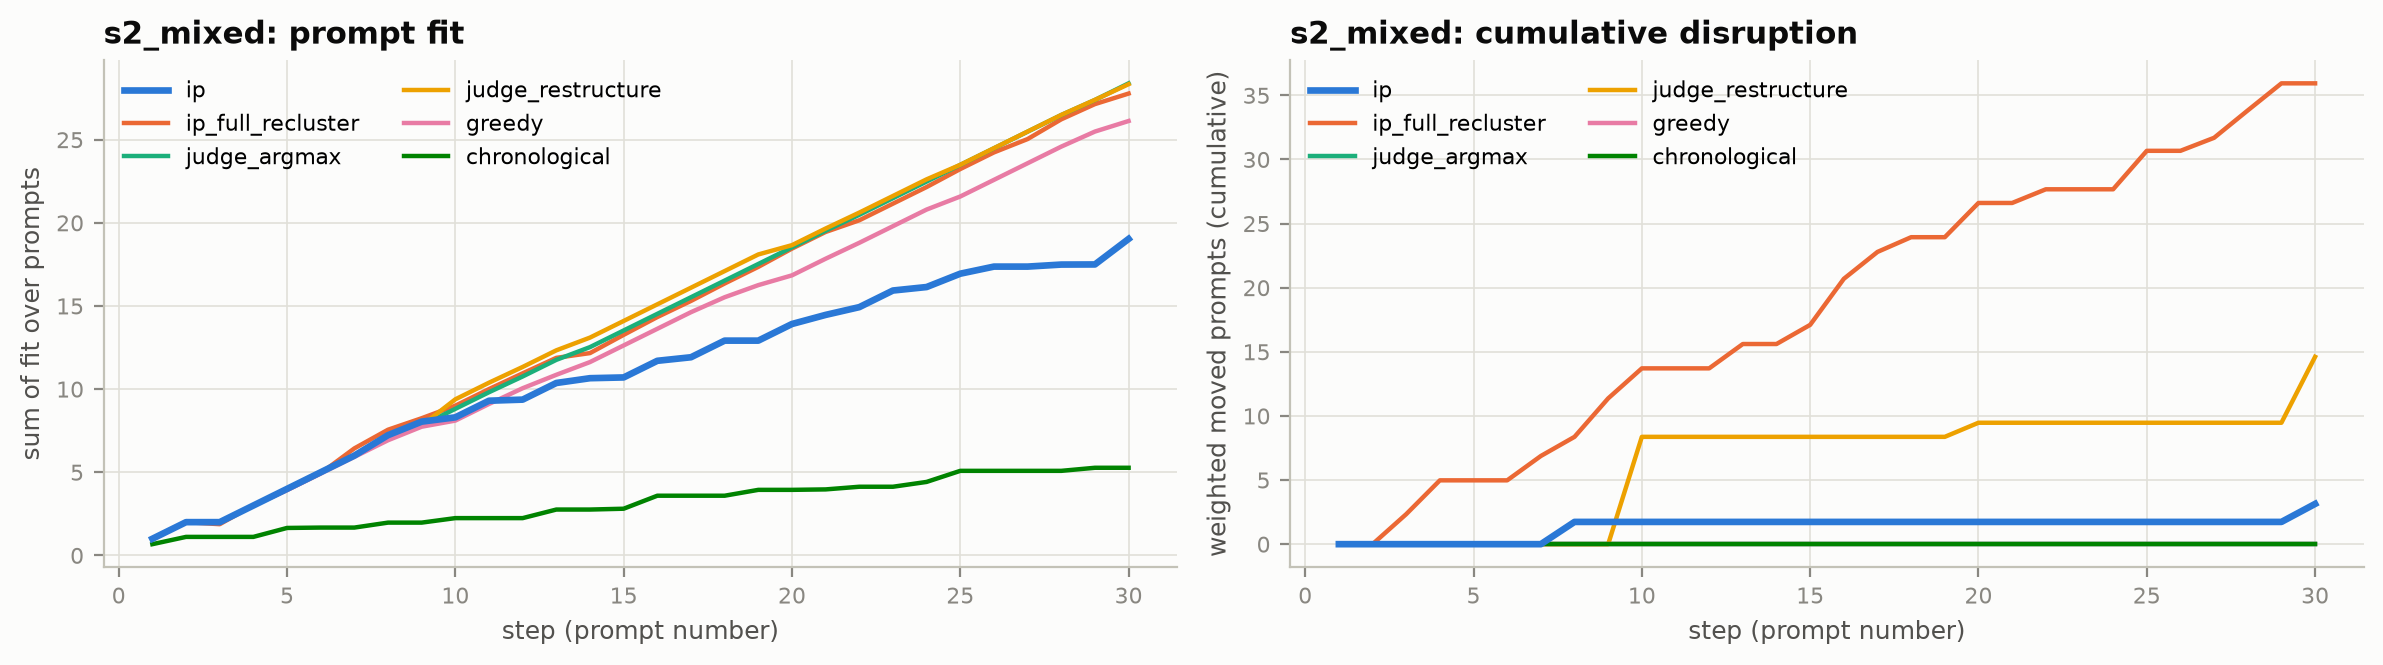 s2_mixed: prompt fit
sum of fit over prompts
25
20
15
10
5
0
ip
ip_full_recluster
judge_argmax
judge_restructure
greedy
chronological
0 5 10 15 20 25 30
step (prompt number)
s2_mixed: cumulative disruption
weighted moved prompts (cumulative)
35
30
25
20
15
10
5
0
ip
ip_full_recluster
judge_argmax
judge_restructure
greedy
chronological
0 5 10 15 20 25 30
step (prompt number)